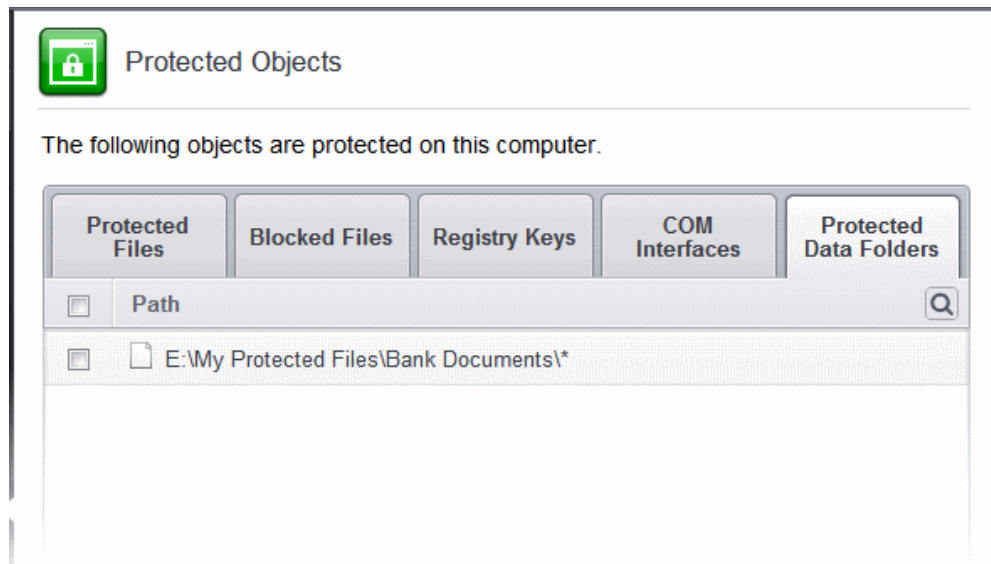 Protected Objects
The following objects are protected on this computer.
Protected
Files
Blocked Files
Registry Keys
COM
Interfaces
Protected
Data Folders
Path
E:\My Protected Files\Bank Documents\*